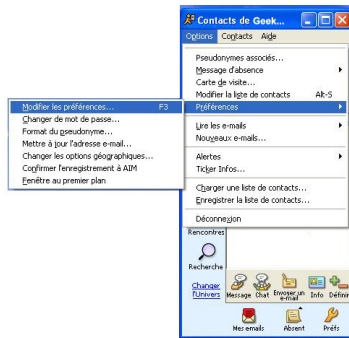 Contacts de Geek...
Options Contacts Aide
Pseudonymes associés...
Message d'absence
Carte de visite...
Modifier la liste de contacts Alt-S
Préférences
Lire les e-mails
Nouveaux e-mails...
Alertes
Ticker Infos...
Charger une liste de contacts...
Enregistrer la liste de contacts...
Déconnexion
Modifier les préférences... F3
Changer de mot de passe...
Format du pseudonyme...
Mettre à jour l'adresse e-mail...
Changer les options géographiques...
Confirmer l'enregistrement à AIM
Fenêtre au premier plan
Rencontres
Recherche
Changer
l'Univers
Message Chat Envoyer un
e-mail Info Définir
Mes emails Absent Préfs